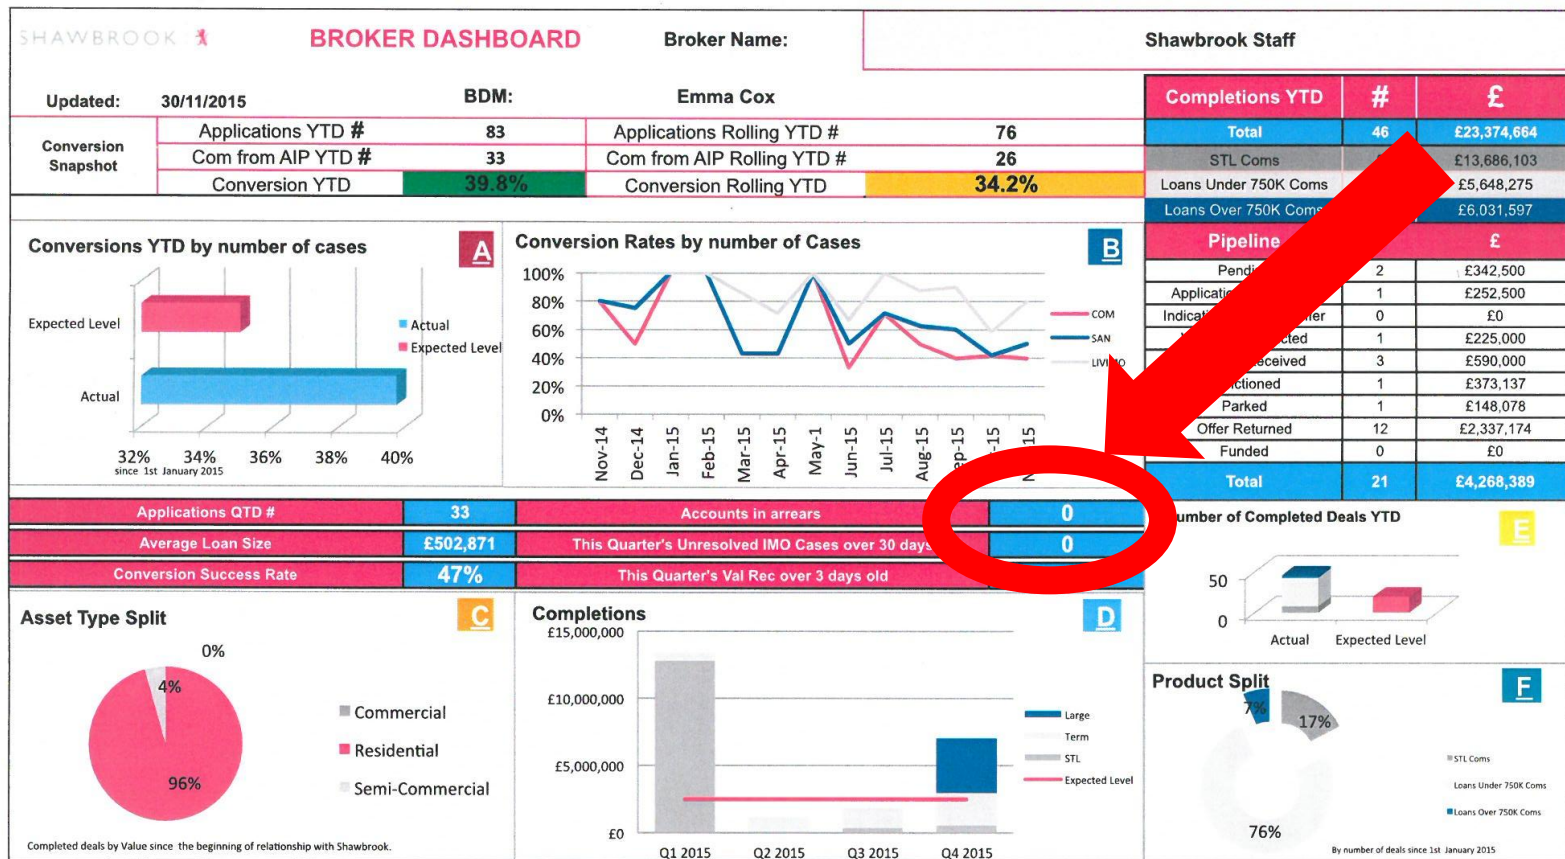 SHAWBROOK
BROKER DASHBOARD
Broker Name:
Shawbrook Staff
Updated: 30/11/2015 BDM: Emma Cox
Conversion Snapshot
Applications YTD # 83 Applications Rolling YTD # 76
Com from AIP YTD # 33 Com from AIP Rolling YTD # 26
Conversion YTD 39.8% Conversion Rolling YTD 34.2%
Completions YTD # £
Total 46 £23,374,664
STL Coms £13,686,103
Loans Under 750K Coms £5,648,275
Loans Over 750K Coms £6,031,597
Pipeline £
2 £342,500
1 £252,500
0 £0
1 £225,000
3 £590,000
1 £373,137
Parked 1 £148,078
Offer Returned 12 £2,337,174
Funded 0 £0
Total 21 £4,268,389
Conversions YTD by number of cases
A
Expected Level
Actual
Actual
Expected Level
32% 34% 36% 38% 40%
since 1st January 2015
Conversion Rates by number of Cases
B
100%
80%
60%
40%
20%
0%
Nov-14 Dec-14 Jan-15 Feb-15 Mar-15 Apr-15 May-1 Jun-15 Jul-15 Aug-15
COM
SAN
Applications QTD # 33 Accounts in arrears 0
Average Loan Size £502,871 This Quarter's Unresolved IMO Cases over 30 days 0
Conversion Success Rate 47% This Quarter's Val Rec over 3 days old
Asset Type Split
C
0%
4%
96%
Commercial
Residential
Semi-Commercial
Completed deals by Value since the beginning of relationship with Shawbrook.
Completions
D
£15,000,000
£10,000,000
£5,000,000
£0
Q1 2015 Q2 2015 Q3 2015 Q4 2015
Large
Term
STL
Expected Level
Number of Completed Deals YTD
E
50
0
Actual Expected Level
Product Split
F
7%
17%
76%
STL Coms
Loans Under 750K Coms
Loans Over 750K Coms
By number of deals since 1st January 2015